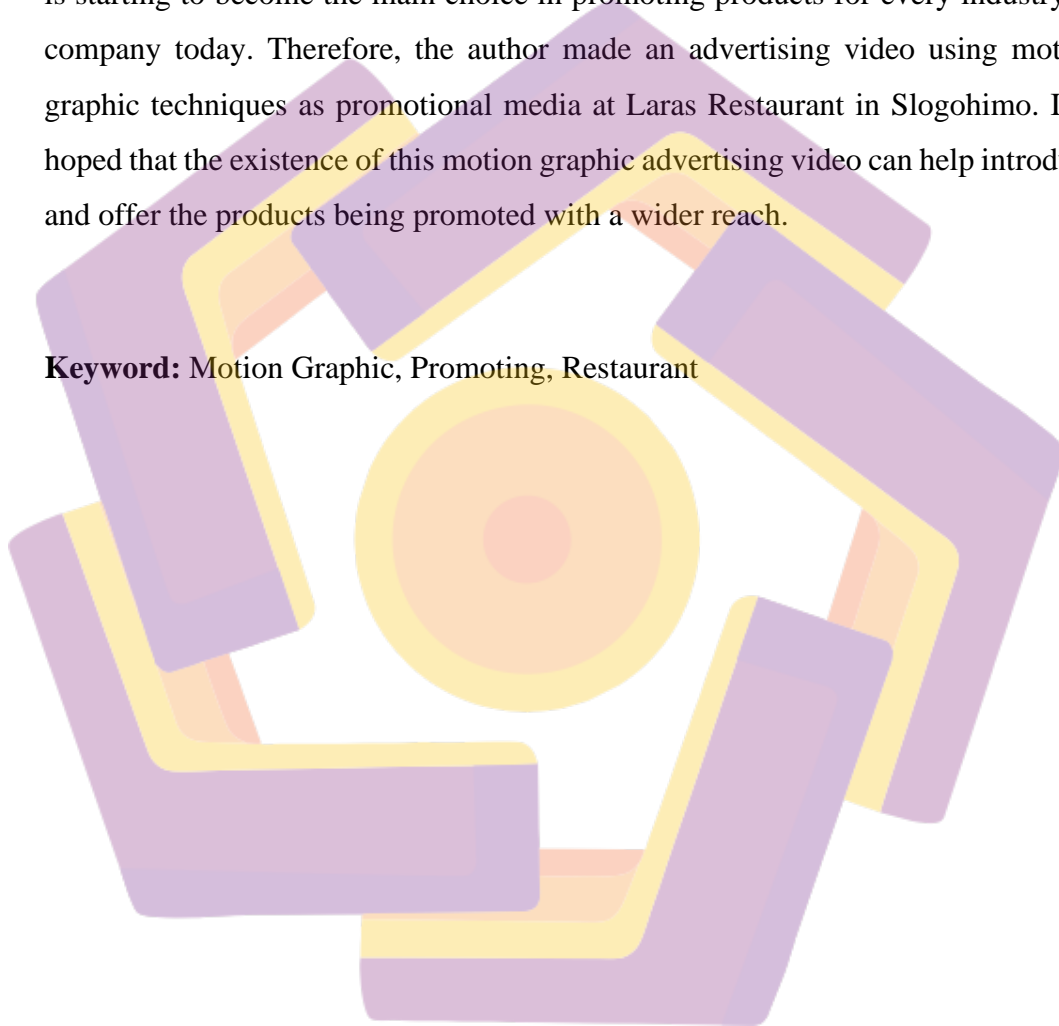 is starting to become the main choice in promoting products for every industry
company today. Therefore, the author made an advertising video using mot
graphic techniques as promotional media at Laras Restaurant in Slogohimo. I
hoped that the existence of this motion graphic advertising video can help introd
and offer the products being promoted with a wider reach.
Keyword: Motion Graphic, Promoting, Restaurant